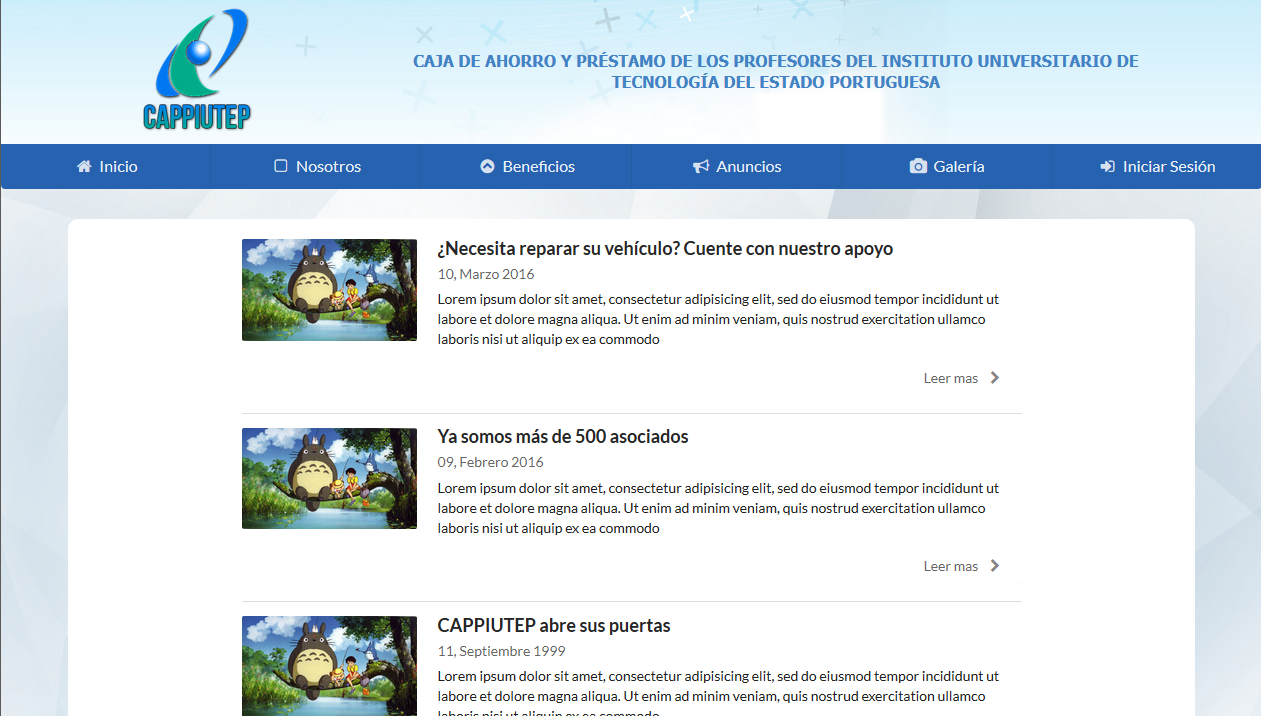 CAPPIUTEP
CAJA DE AHORRO Y PRÉSTAMO DE LOS PROFESORES DEL INSTITUTO UNIVERSITARIO DE
TECNOLOGÍA DEL ESTADO PORTUGUESA
Inicio
Nosotros
Beneficios
Anuncios
Galería
Iniciar Sesión
¿Necesita reparar su vehículo? Cuente con nuestro apoyo
10, Marzo 2016
Lorem ipsum dolor sit amet, consectetur adipisicing elit, sed do eiusmod tempor incididunt ut
labore et dolore magna aliqua. Ut enim ad minim veniam, quis nostrud exercitation ullamco
laboris nisi ut aliquip ex ea commodo
Leer mas
Ya somos más de 500 asociados
09, Febrero 2016
Lorem ipsum dolor sit amet, consectetur adipisicing elit, sed do eiusmod tempor incididunt ut
labore et dolore magna aliqua. Ut enim ad minim veniam, quis nostrud exercitation ullamco
laboris nisi ut aliquip ex ea commodo
Leer mas
CAPPIUTEP abre sus puertas
11, Septiembre 1999
Lorem ipsum dolor sit amet, consectetur adipisicing elit, sed do eiusmod tempor incididunt ut
labore et dolore magna aliqua. Ut enim ad minim veniam, quis nostrud exercitation ullamco
laboris nisi ut aliquip ex ea commodo